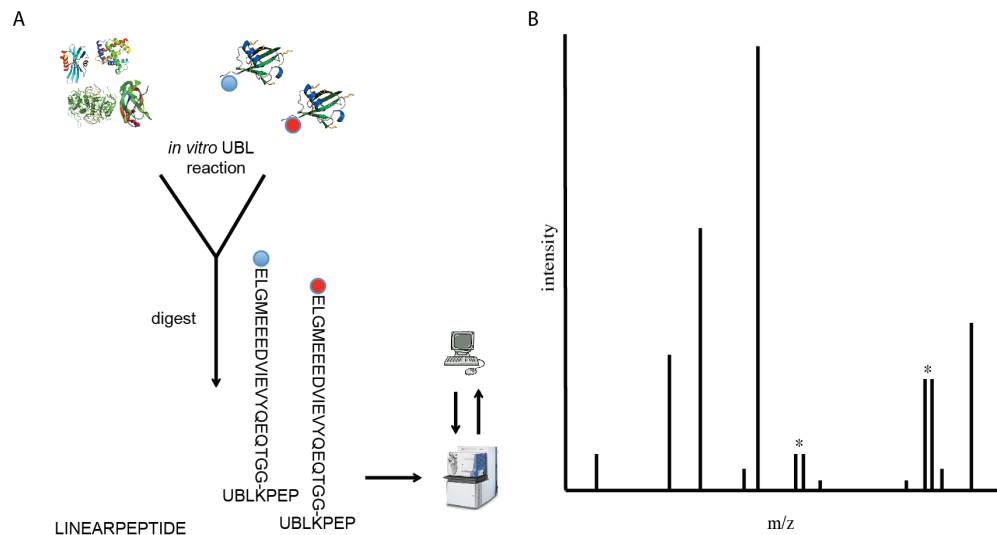 A
in vitro UBL
reaction
digest
ELGMEEEDVIEVYQEQTGG-
UBLKPEP
ELGMEEEDVIEVYQEQTGG-
UBLKPEP
LINEARPEPTIDE
B
intensity
*
*
m/z